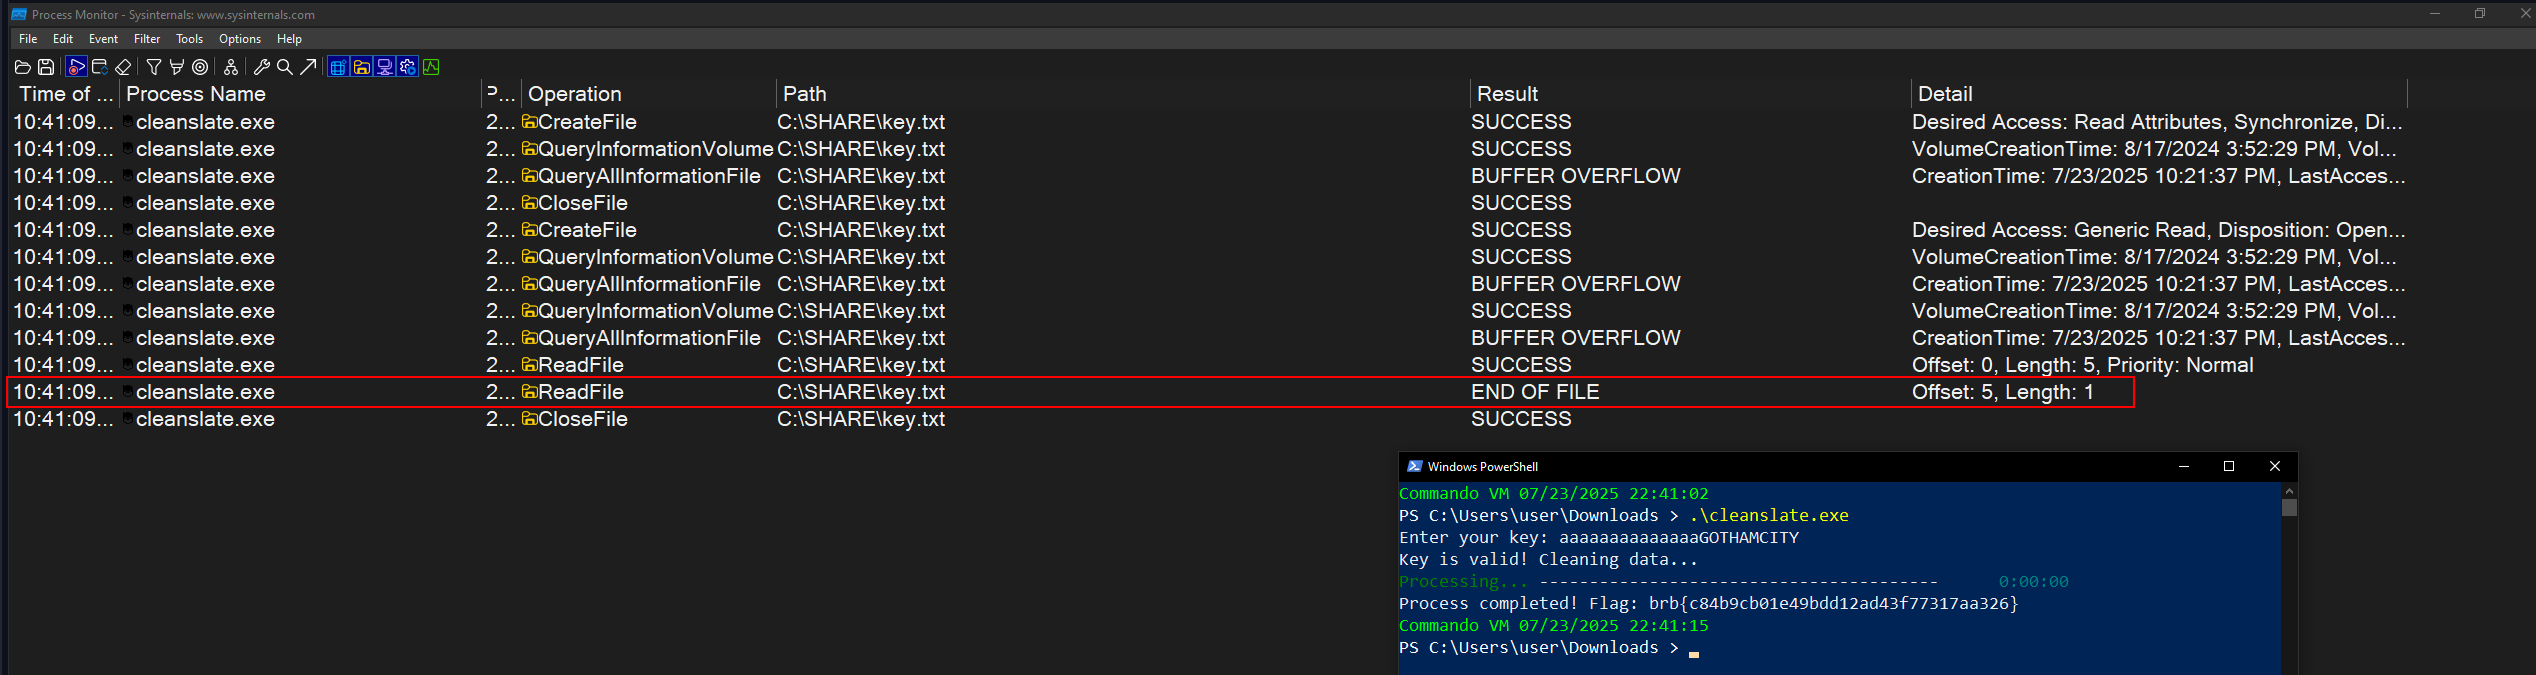 Process Monitor - Sysinternals: www.sysinternals.com
File Edit Event Filter Tools Options Help
Time of ... Process Name P... Operation Path Result Detail
10:41:09... cleanslate.exe 2... CreateFile C:\SHARE\key.txt SUCCESS Desired Access: Read Attributes, Synchronize, Di...
10:41:09... cleanslate.exe 2... QueryInformationVolume C:\SHARE\key.txt SUCCESS VolumeCreationTime: 8/17/2024 3:52:29 PM, Vol...
10:41:09... cleanslate.exe 2... QueryAllInformationFile C:\SHARE\key.txt BUFFER OVERFLOW CreationTime: 7/23/2025 10:21:37 PM, LastAcces...
10:41:09... cleanslate.exe 2... CloseFile C:\SHARE\key.txt SUCCESS
10:41:09... cleanslate.exe 2... CreateFile C:\SHARE\key.txt SUCCESS Desired Access: Generic Read, Disposition: Open...
10:41:09... cleanslate.exe 2... QueryInformationVolume C:\SHARE\key.txt SUCCESS VolumeCreationTime: 8/17/2024 3:52:29 PM, Vol...
10:41:09... cleanslate.exe 2... QueryAllInformationFile C:\SHARE\key.txt BUFFER OVERFLOW CreationTime: 7/23/2025 10:21:37 PM, LastAcces...
10:41:09... cleanslate.exe 2... QueryInformationVolume C:\SHARE\key.txt SUCCESS VolumeCreationTime: 8/17/2024 3:52:29 PM, Vol...
10:41:09... cleanslate.exe 2... QueryAllInformationFile C:\SHARE\key.txt BUFFER OVERFLOW CreationTime: 7/23/2025 10:21:37 PM, LastAcces...
10:41:09... cleanslate.exe 2... ReadFile C:\SHARE\key.txt SUCCESS Offset: 0, Length: 5, Priority: Normal
10:41:09... cleanslate.exe 2... ReadFile C:\SHARE\key.txt END OF FILE Offset: 5, Length: 1
10:41:09... cleanslate.exe 2... CloseFile C:\SHARE\key.txt SUCCESS
Windows PowerShell
Commando VM 07/23/2025 22:41:02
PS C:\Users\user\Downloads > .\cleanslate.exe
Enter your key: aaaaaaaaaaaaaaGOTHAMCITY
Key is valid! Cleaning data...
Processing... ---------------------------------------- 0:00:00
Process completed! Flag: brb{c84b9cb01e49bdd12ad43f77317aa326}
Commando VM 07/23/2025 22:41:15
PS C:\Users\user\Downloads >